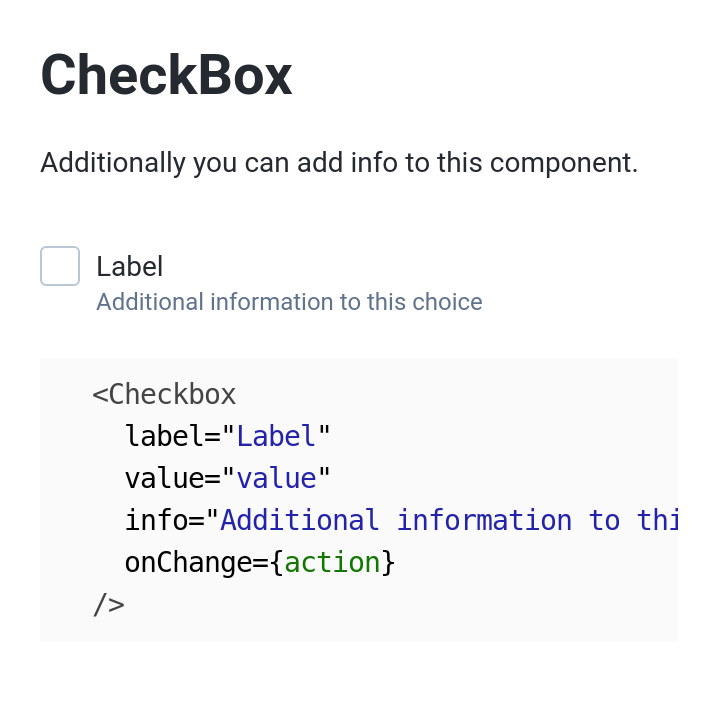 CheckBox
Additionally you can add info to this component.
Label
Additional information to this choice
<Checkbox
label="Label"
value="value"
info="Additional information to thi
onChange={action}
/>